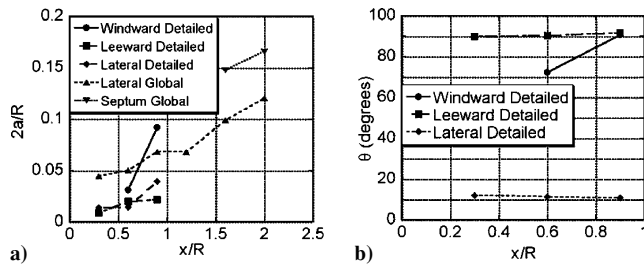 0.2
0.15
0.1
0.05
0
2a/R
Windward Detailed
Leeward Detailed
Lateral Detailed
Lateral Global
Septum Global
0 0.5 1 1.5 2 2.5
x/R
a)
100
80
60
40
20
0
θ (degrees)
Windward Detailed
Leeward Detailed
Lateral Detailed
0 0.2 0.4 0.6 0.8 1
x/R
b)